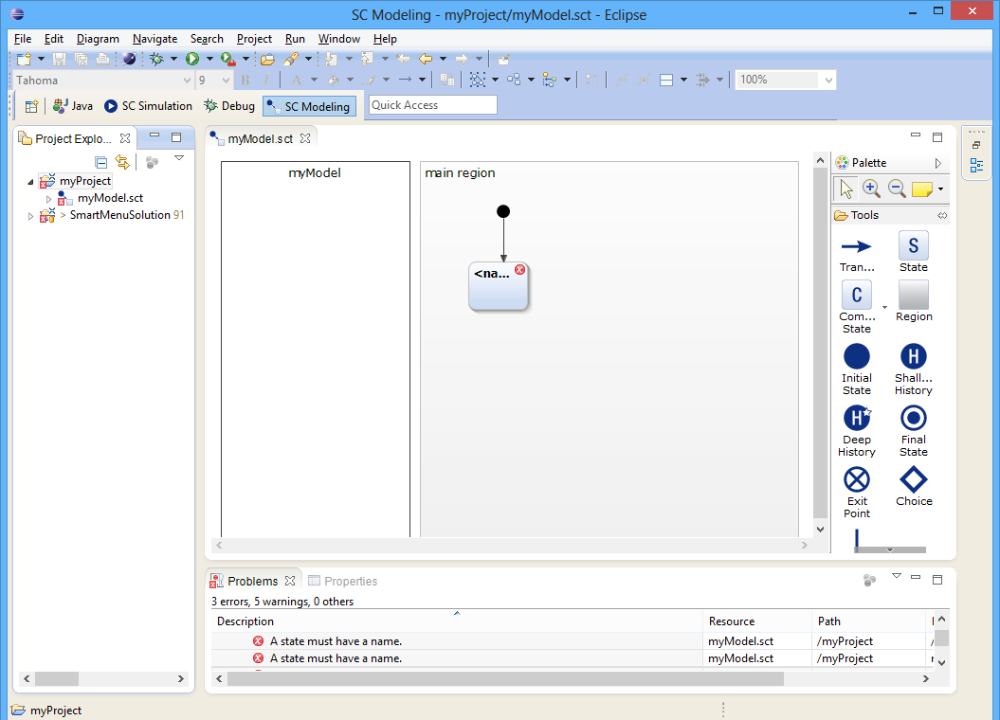 SC Modeling - myProject/myModel.sct - Eclipse
File Edit Diagram Navigate Search Project Run Window Help
Tahoma 9 B I A 100%
Java SC Simulation Debug SC Modeling Quick Access
Project Explo...
myProject
myModel.sct
> SmartMenuSolution 91
myModel.sct
myModel
main region
<na...
Palette
Tools
Tran...
S
State
C
Com...
State
Region
Initial
State
H
Shall...
History
H
Deep
History
Final
State
Exit
Point
Choice
Problems Properties
3 errors, 5 warnings, 0 others
Description Resource Path
A state must have a name. myModel.sct /myProject
A state must have a name. myModel.sct /myProject
myProject